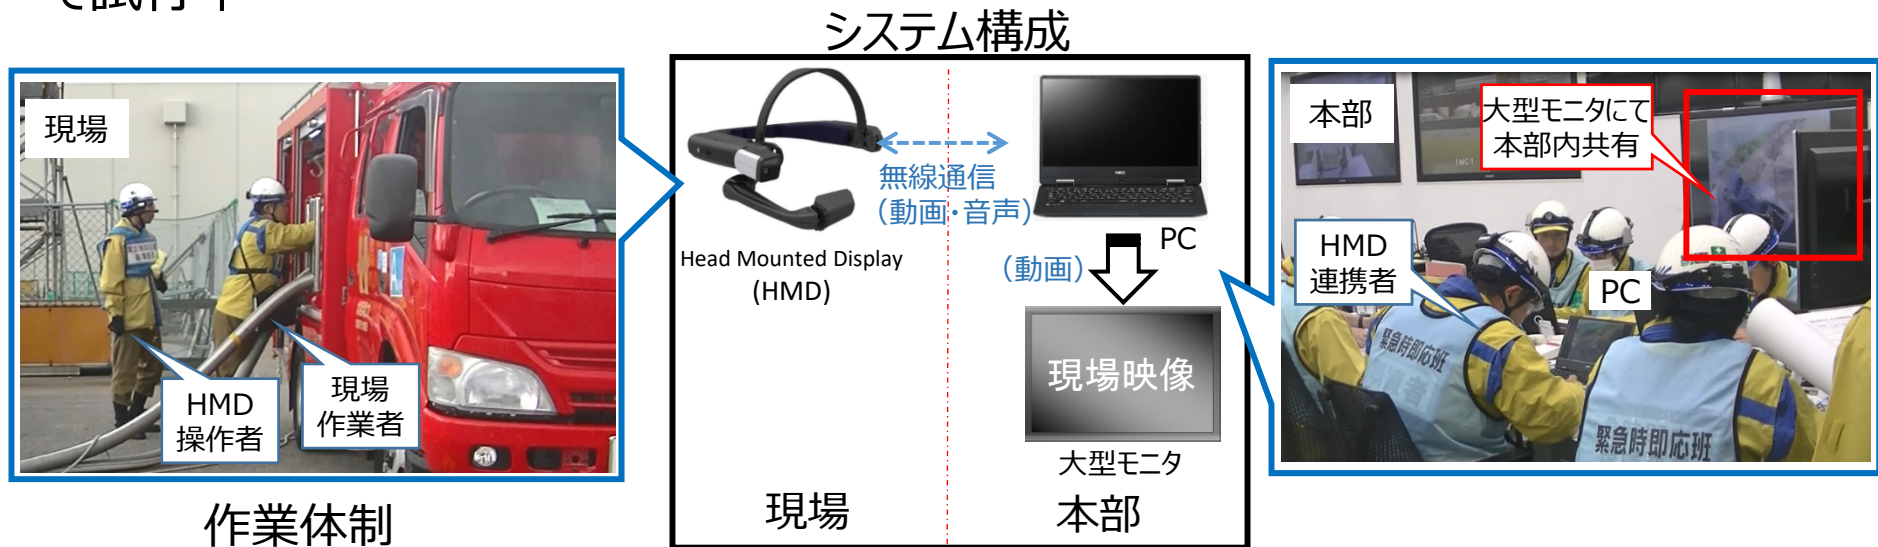 システム構成
現場
HMD
操作者
現場
作業者
作業体制
Head Mounted Display
(HMD)
無線通信
（動画・音声）
PC
（動画）
現場映像
大型モニタ
現場
本部
本部
大型モニタにて
本部内共有
HMD
連携者
PC
緊急時即応班
緊急時即応班
NEC
IMC1